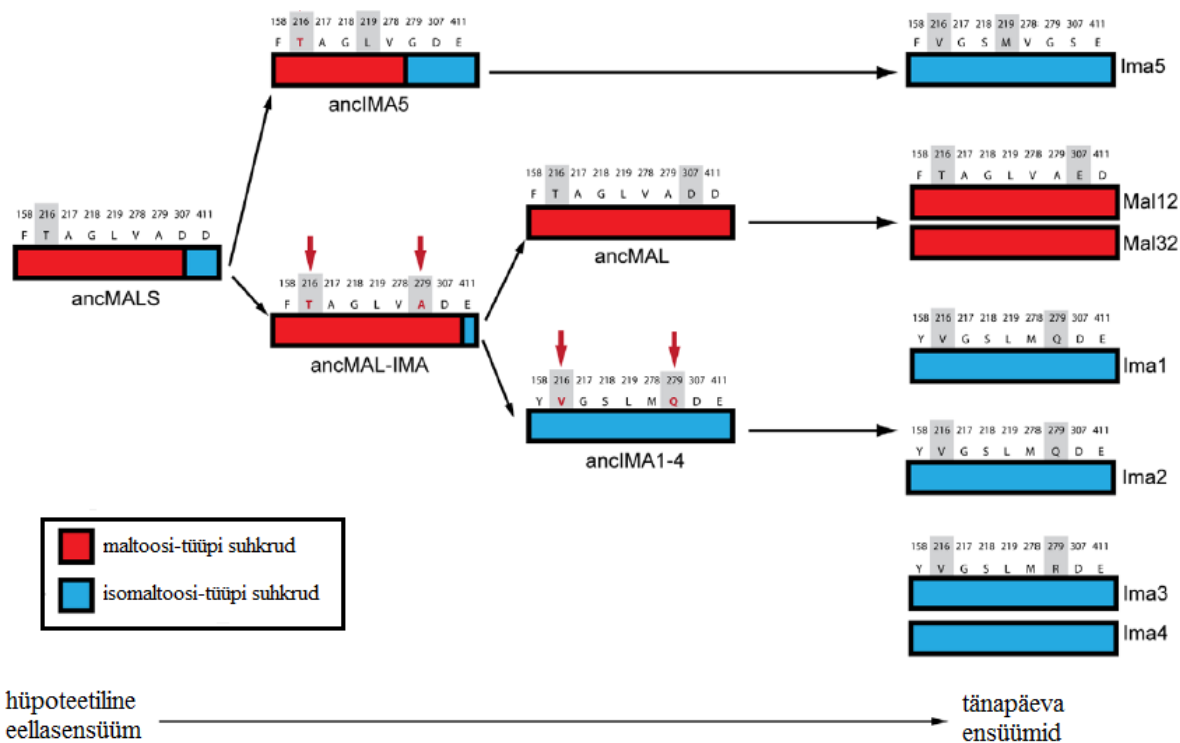 158 216 217 218 219 278 279 307 411
F T A G L V G D E
ancIMA5
158 216 217 218 219 278 279 307 411
F V G S M V G S E
Ima5
158 216 217 218 219 278 279 307 411
F T A G L V A D D
ancMALS
158 216 217 218 219 278 279 307 411
F T A G L V A D E
ancMAL-IMA
158 216 217 218 219 278 279 307 411
F T A G L V A D D
ancMAL
158 216 217 218 219 278 279 307 411
Y V G S L M Q D E
ancIMA1-4
158 216 217 218 219 278 279 307 411
F T A G L V A E D
Mal12
Mal32
158 216 217 218 219 278 279 307 411
Y V G S L M Q D E
Ima1
158 216 217 218 219 278 279 307 411
Y V G S L M Q D E
Ima2
158 216 217 218 219 278 279 307 411
Y V G S L M R D E
Ima3
Ima4
maltoosi-tüüpi suhkrud
isomaltoosi-tüüpi suhkrud
hüpoteetiline
eellasensüüm
tänapäeva
ensüümid